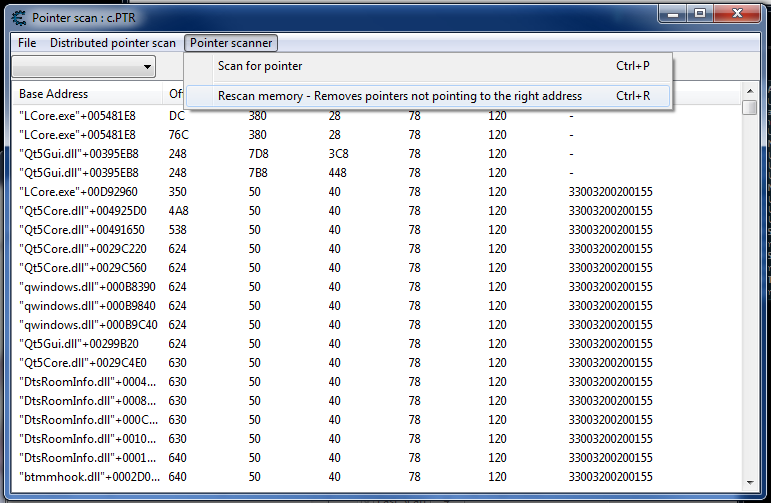 Pointer scan : c.PTR
File Distributed pointer scan Pointer scanner
Scan for pointer Ctrl+P
Rescan memory - Removes pointers not pointing to the right address Ctrl+R
Base Address Of
"LCore.exe"+005481E8 DC 380 28 78 120 -
"LCore.exe"+005481E8 76C 380 28 78 120 -
"Qt5Gui.dll"+00395EB8 248 7D8 3C8 78 120 -
"Qt5Gui.dll"+00395EB8 248 7B8 448 78 120 -
"LCore.exe"+00D92960 350 50 40 78 120 33003200200155
"Qt5Core.dll"+004925D0 4A8 50 40 78 120 33003200200155
"Qt5Core.dll"+00491650 538 50 40 78 120 33003200200155
"Qt5Core.dll"+0029C220 624 50 40 78 120 33003200200155
"Qt5Core.dll"+0029C560 624 50 40 78 120 33003200200155
"qwindows.dll"+000B8390 624 50 40 78 120 33003200200155
"qwindows.dll"+000B9840 624 50 40 78 120 33003200200155
"qwindows.dll"+000B9C40 624 50 40 78 120 33003200200155
"Qt5Gui.dll"+00299B20 624 50 40 78 120 33003200200155
"Qt5Core.dll"+0029C4E0 630 50 40 78 120 33003200200155
"DtsRoomInfo.dll"+0004... 630 50 40 78 120 33003200200155
"DtsRoomInfo.dll"+0008... 630 50 40 78 120 33003200200155
"DtsRoomInfo.dll"+000C... 630 50 40 78 120 33003200200155
"DtsRoomInfo.dll"+0010... 630 50 40 78 120 33003200200155
"DtsRoomInfo.dll"+0001... 640 50 40 78 120 33003200200155
"btmmhook.dll"+0002D0... 640 50 40 78 120 33003200200155